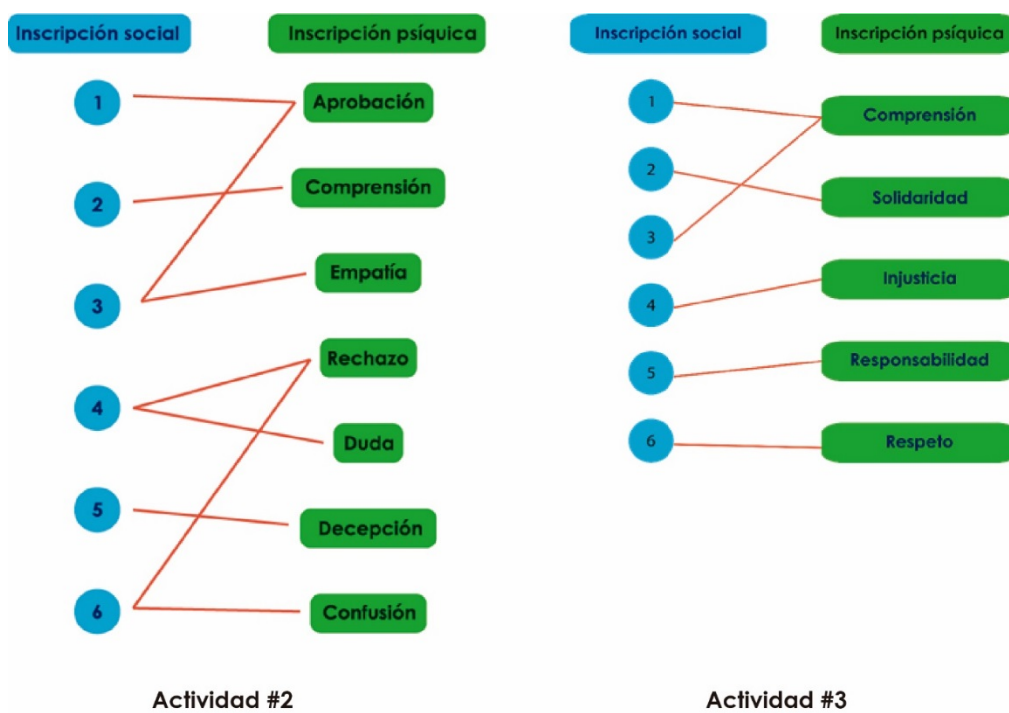 Inscripción social
Inscripción psíquica
1
Aprobación
2
Comprensión
3
Empatía
Rechazo
4
Duda
5
Decepción
6
Confusión
Actividad #2
Inscripción social
Inscripción psíquica
1
Comprensión
2
Solidaridad
3
Injusticia
4
Responsabilidad
5
Respeto
6
Actividad #3